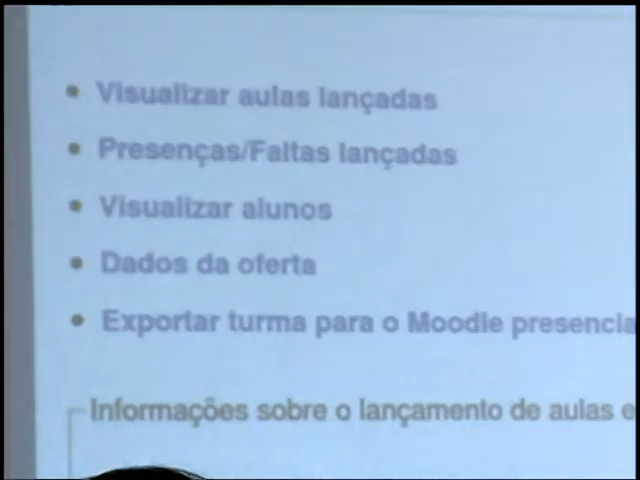 Visualizar aulas lançadas
Presenças/Faltas lançadas
Visualizar alunos
Dados da oferta
Exportar turma para o Moodle presencia
Informações sobre o lançamento de aulas e